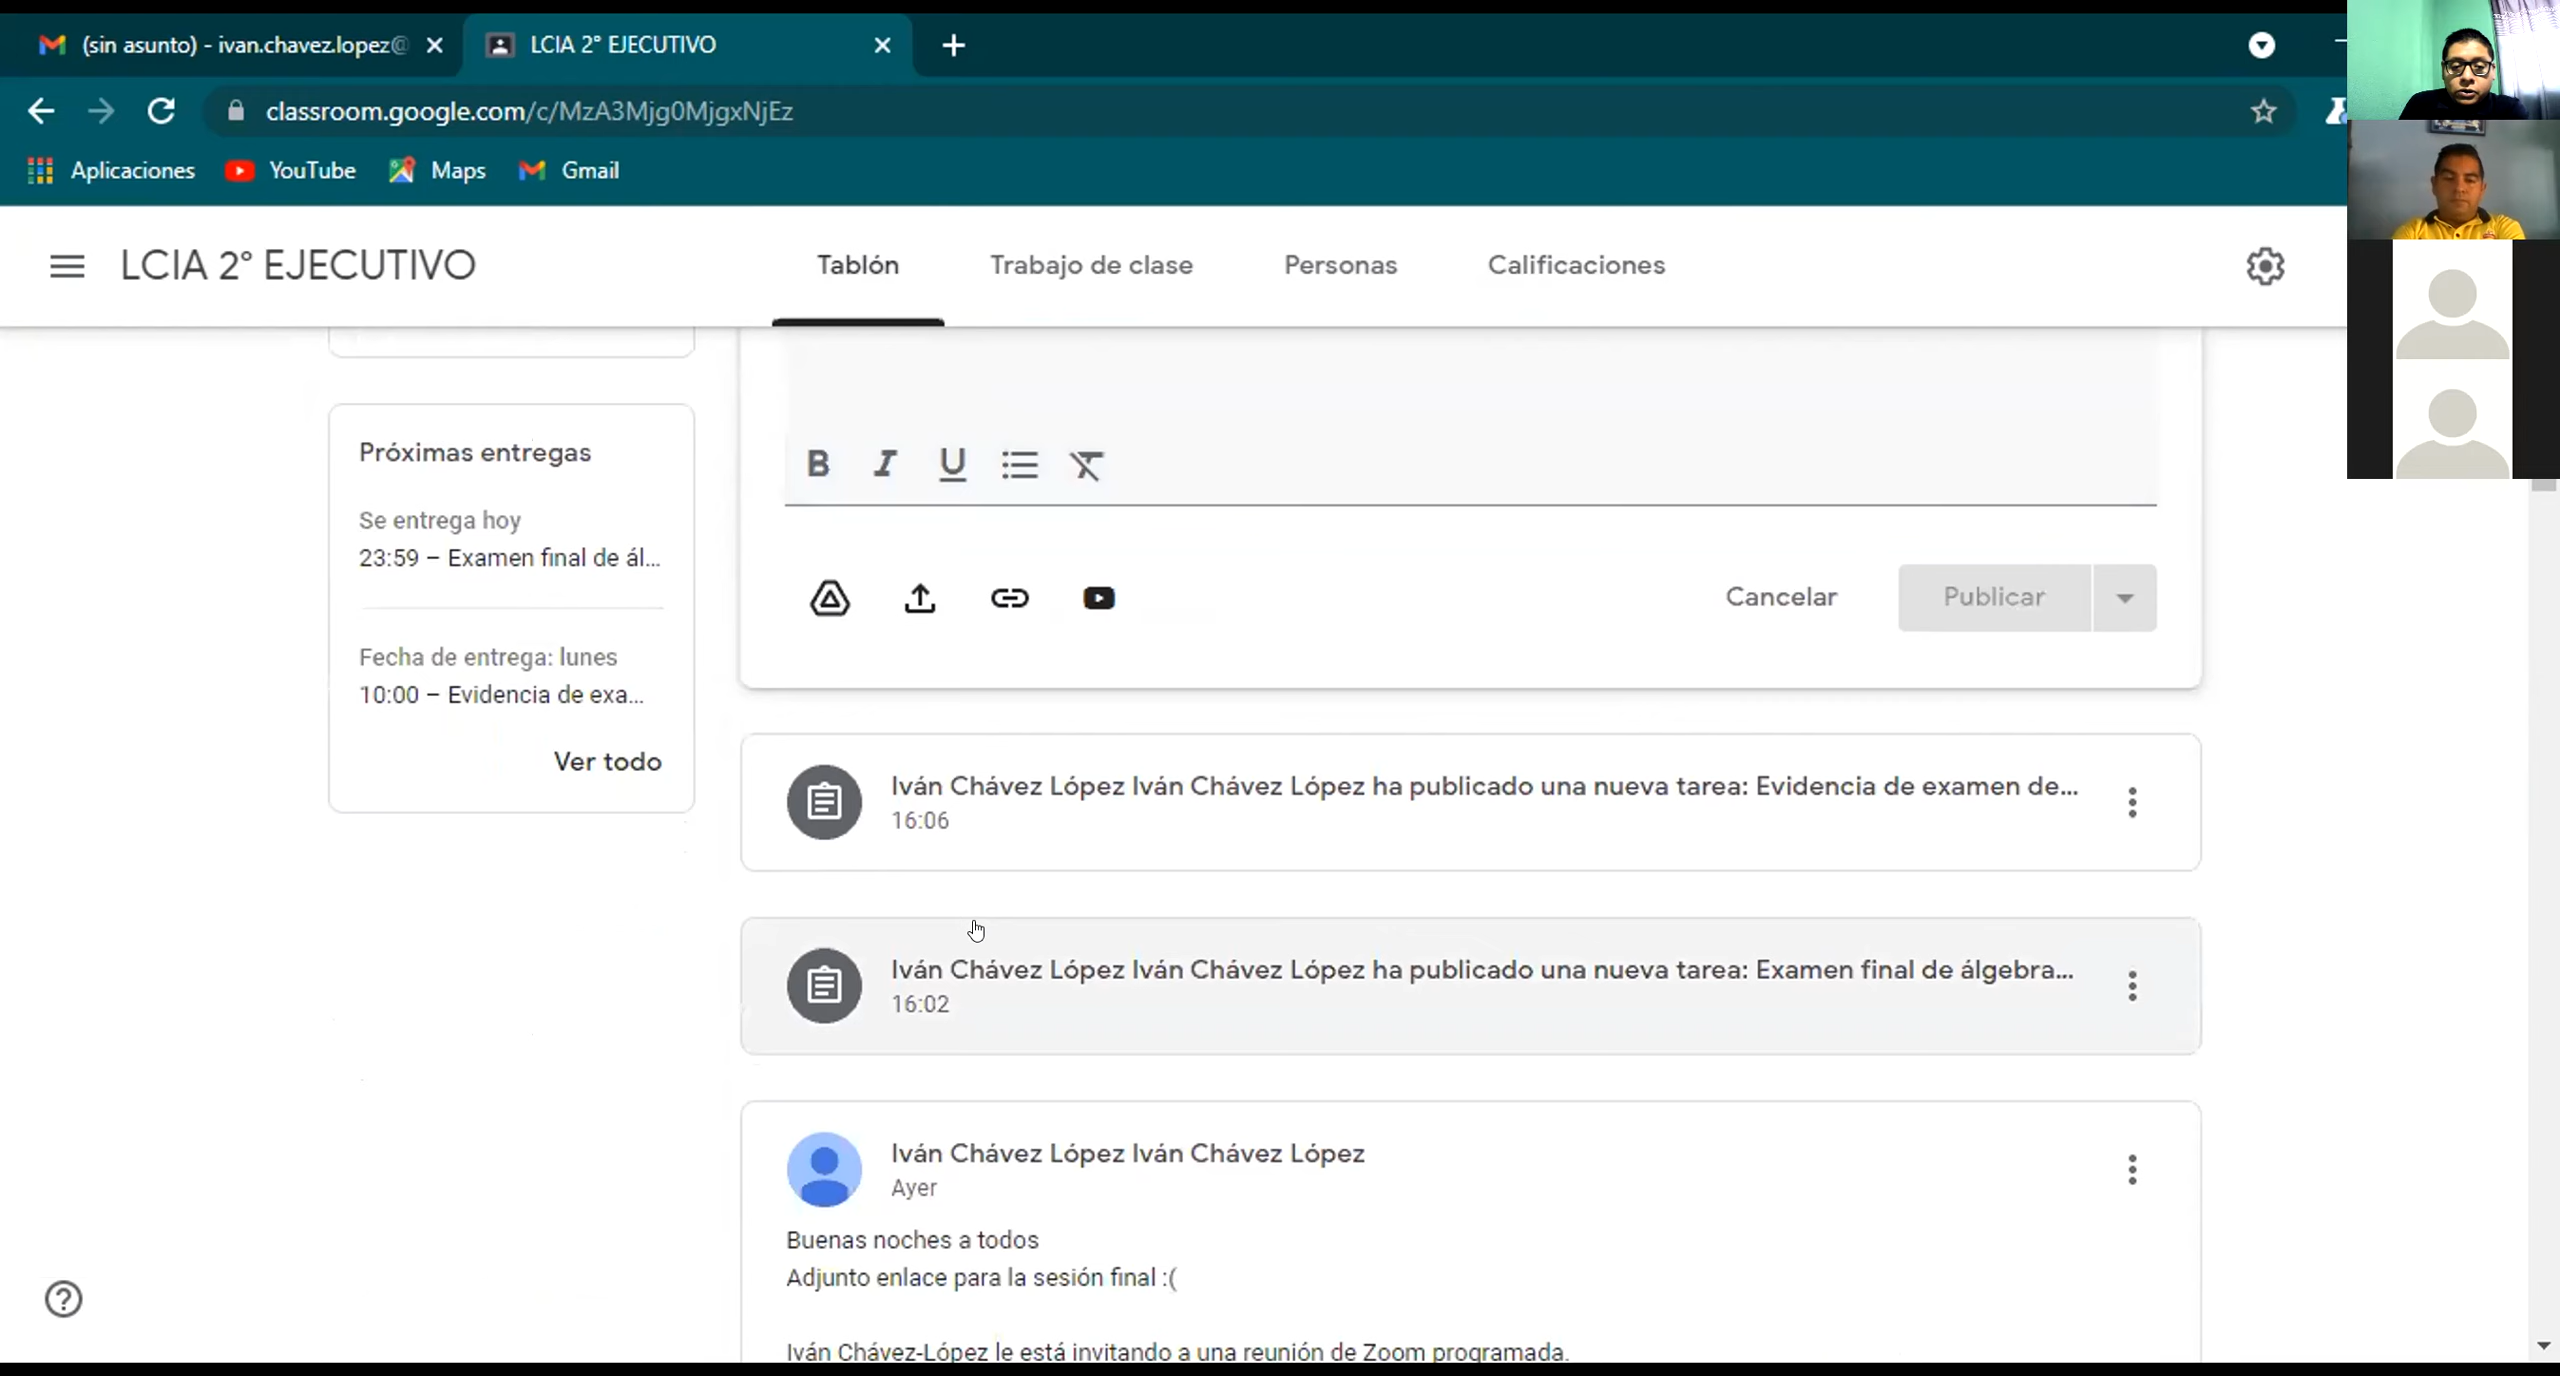 (sin asunto) - ivan.chavez.lopez@
LCIA 2° EJECUTIVO
classroom.google.com/c/MzA3Mjg0MjgxNjEz
Aplicaciones
YouTube
Maps
Gmail
LCIA 2° EJECUTIVO
Tablón
Trabajo de clase
Personas
Calificaciones
Próximas entregas
Se entrega hoy
23:59 – Examen final de ál...
Fecha de entrega: lunes
10:00 – Evidencia de exa...
Ver todo
B I U
Cancelar
Publicar
Iván Chávez López Iván Chávez López ha publicado una nueva tarea: Evidencia de examen de...
16:06
Iván Chávez López Iván Chávez López ha publicado una nueva tarea: Examen final de álgebra...
16:02
Iván Chávez López Iván Chávez López
Ayer
Buenas noches a todos
Adjunto enlace para la sesión final :(
Iván Chávez-López le está invitando a una reunión de Zoom programada.